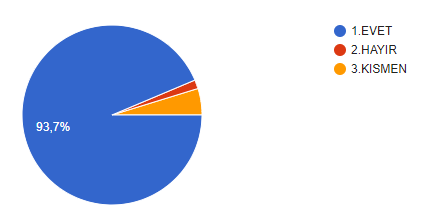 1.EVET
2.HAYIR
3.KISMEN
93,7%